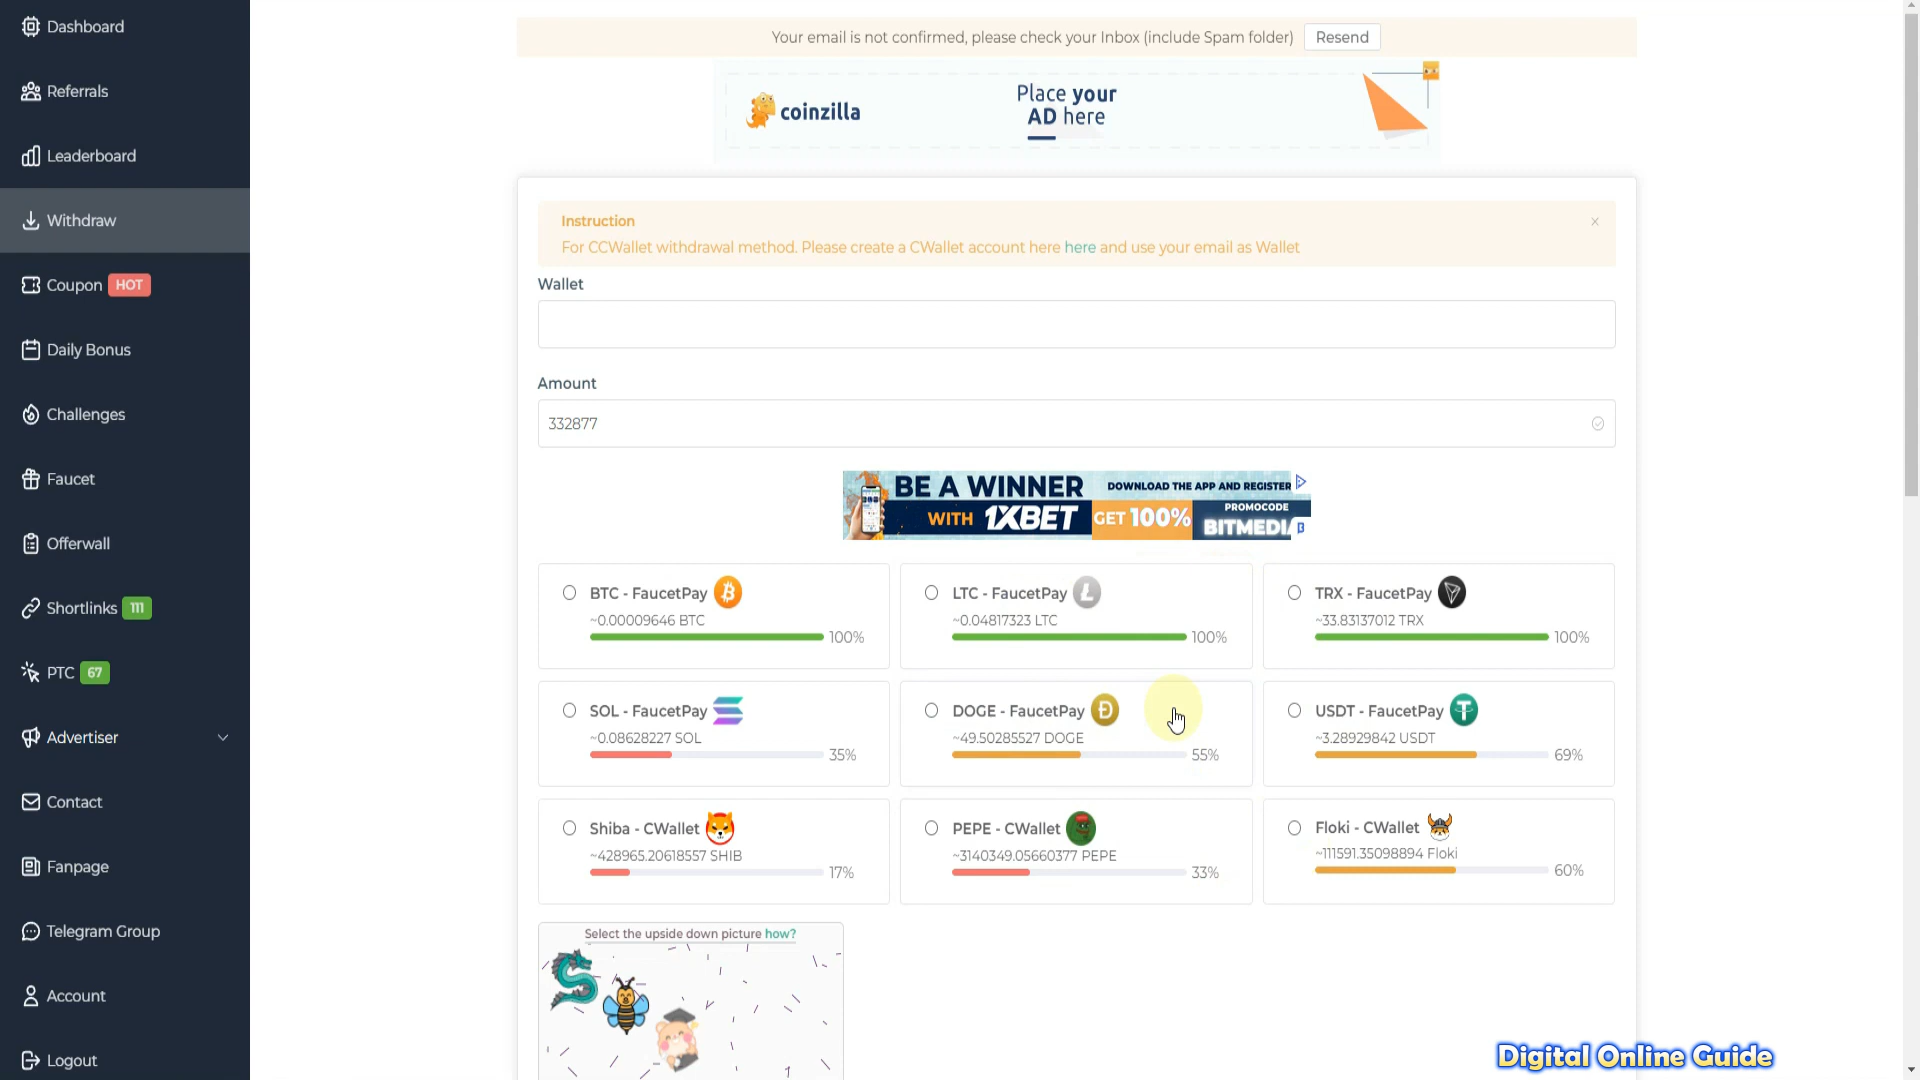 Dashboard
Referrals
Leaderboard
Withdraw
Coupon HOT
Daily Bonus
Challenges
Faucet
Offerwall
Shortlinks 111
PTC 67
Advertiser
Contact
Fanpage
Telegram Group
Account
Logout
Your email is not confirmed, please check your Inbox (include Spam folder) Resend
coinzilla
Place your
AD here
Instruction
For CCWallet withdrawal method. Please create a CWallet account here here and use your email as Wallet
Wallet
Amount
332877
BE A WINNER
WITH 1XBET
DOWNLOAD THE APP AND REGISTER
GET 100%
PROMOCODE
BITMEDIA
BTC - FaucetPay
~0.00009646 BTC
100%
LTC - FaucetPay
~0.04817323 LTC
100%
TRX - FaucetPay
~33.83137012 TRX
100%
SOL - FaucetPay
~0.08628227 SOL
35%
DOGE - FaucetPay
~49.50285527 DOGE
55%
USDT - FaucetPay
~3.28929842 USDT
69%
Shiba - CWallet
~428965.20618557 SHIB
17%
PEPE - CWallet
~3140349.05660377 PEPE
33%
Floki - CWallet
~111591.35098894 Floki
60%
Select the upside down picture how?
Digital Online Guide